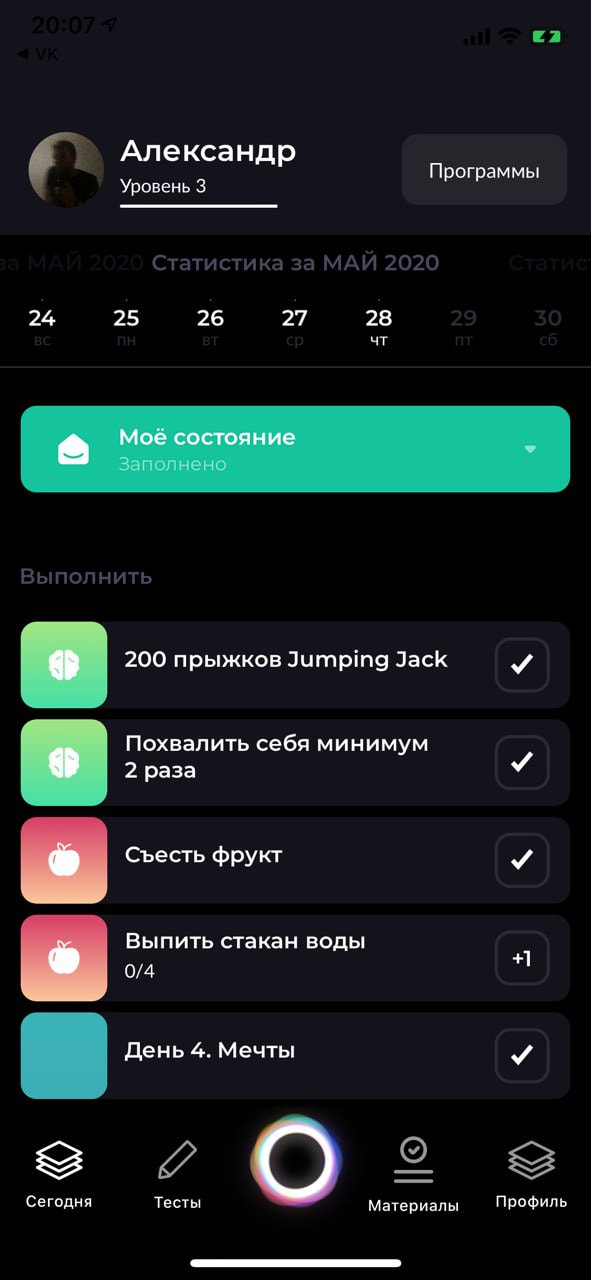 20:07
◀ VK
Александр
Уровень 3
Программы
за МАЙ 2020 Статистика за МАЙ 2020 Статис
24 25 26 27 28 29 30
вс пн вт ср чт пт сб
Моё состояние
Заполнено
Выполнить
200 прыжков Jumping Jack
Похвалить себя минимум
2 раза
Съесть фрукт
Выпить стакан воды
0/4
+1
День 4. Мечты
Сегодня Тесты Материалы Профиль